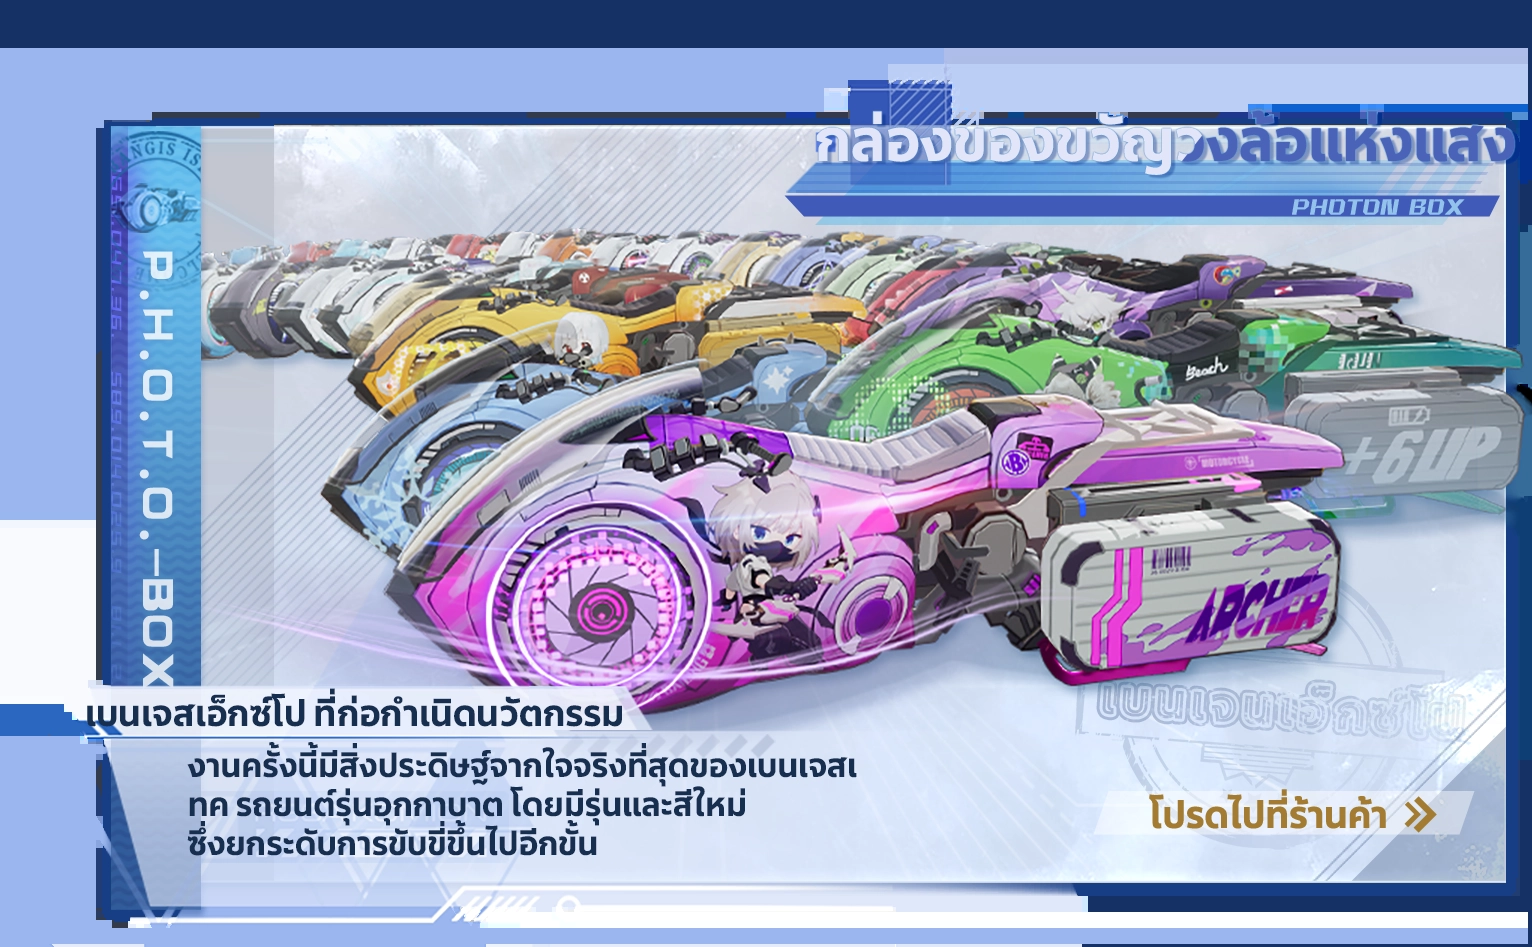 กล่องของขวัญวงล้อแห่งแสง
PHOTON BOX
NGIS IS
P.H.O.T.O.-BOX
Beach
+6UP
MOTORCYCLE
B
ARCHER
เบนเจนเอ็กซ์โป
เบนเจสเอ็กซ์โป ที่ก่อกำเนิดนวัตกรรม
งานครั้งนี้มีสิ่งประดิษฐ์จากใจจริงที่สุดของเบนเจสเ
ทค รถยนต์รุ่นอุกกาบาต โดยมีรุ่นและสีใหม่
ซึ่งยกระดับการขับขี่ขึ้นไปอีกขั้น
โปรดไปที่ร้านค้า